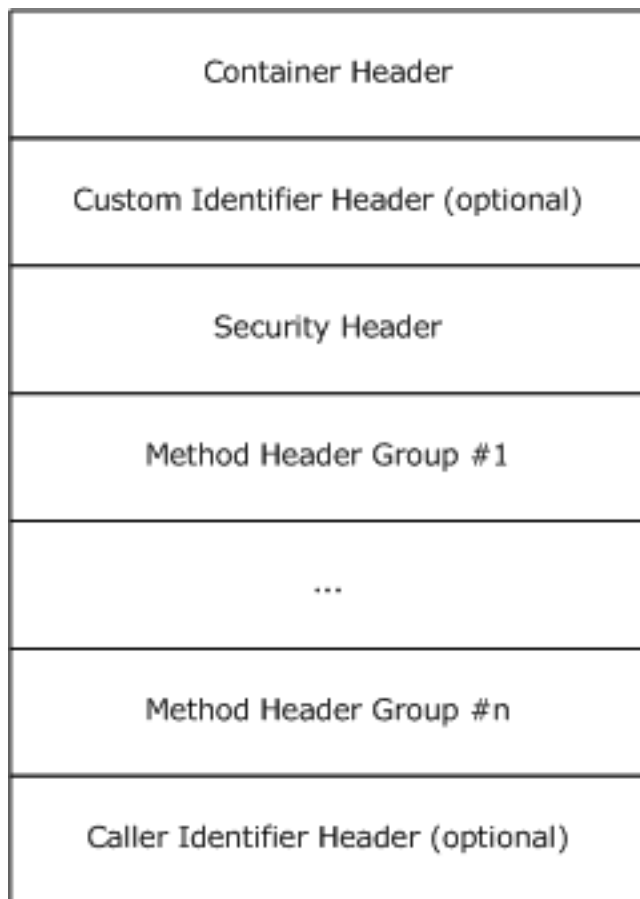 Container Header
Custom Identifier Header (optional)
Security Header
Method Header Group #1
...
Method Header Group #n
Caller Identifier Header (optional)